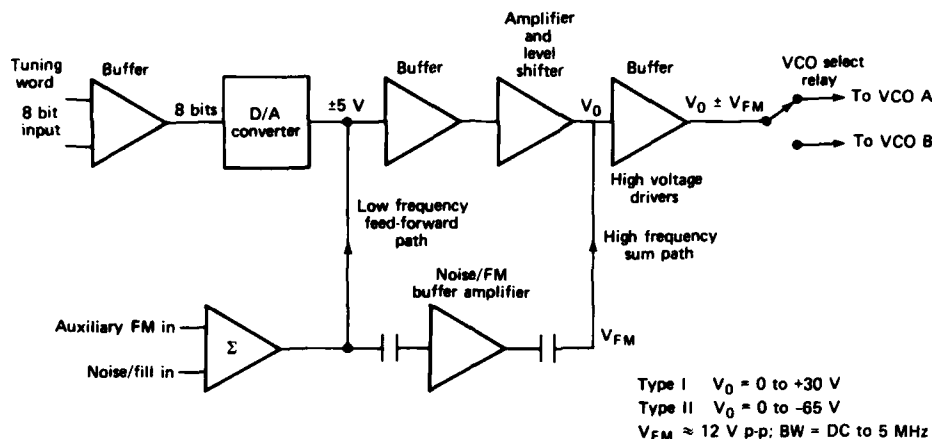 Tuning
word
8 bit
input
Buffer
8 bits
D/A
converter
±5 V
Buffer
Amplifier
and
level
shifter
V0
Buffer
High voltage
drivers
V0 ± VFM
VCO select
relay
To VCO A
To VCO B
Low frequency
feed-forward
path
High frequency
sum path
Noise/FM
buffer amplifier
VFM
Auxiliary FM in
Noise/fill in
Σ
Type I V0 = 0 to +30 V
Type II V0 = 0 to -65 V
VFM ≈ 12 V p-p; BW = DC to 5 MHz